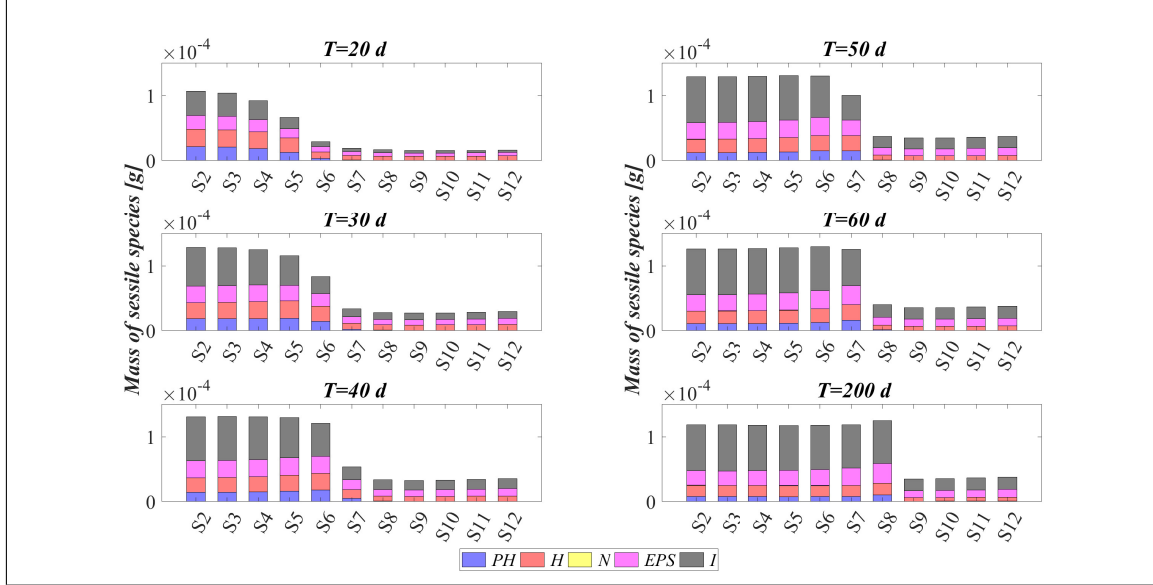 T=20 d
×10-4
1
0
S2 S3 S4 S5 S6 S7 S8 S9 S10 S11 S12
T=30 d
×10-4
1
0
S2 S3 S4 S5 S6 S7 S8 S9 S10 S11 S12
T=40 d
×10-4
1
0
S2 S3 S4 S5 S6 S7 S8 S9 S10 S11 S12
Mass of sessile species [g]
T=50 d
×10-4
1
0
S2 S3 S4 S5 S6 S7 S8 S9 S10 S11 S12
T=60 d
×10-4
1
0
S2 S3 S4 S5 S6 S7 S8 S9 S10 S11 S12
T=200 d
×10-4
1
0
S2 S3 S4 S5 S6 S7 S8 S9 S10 S11 S12
Mass of sessile species [g]
PH H N EPS I